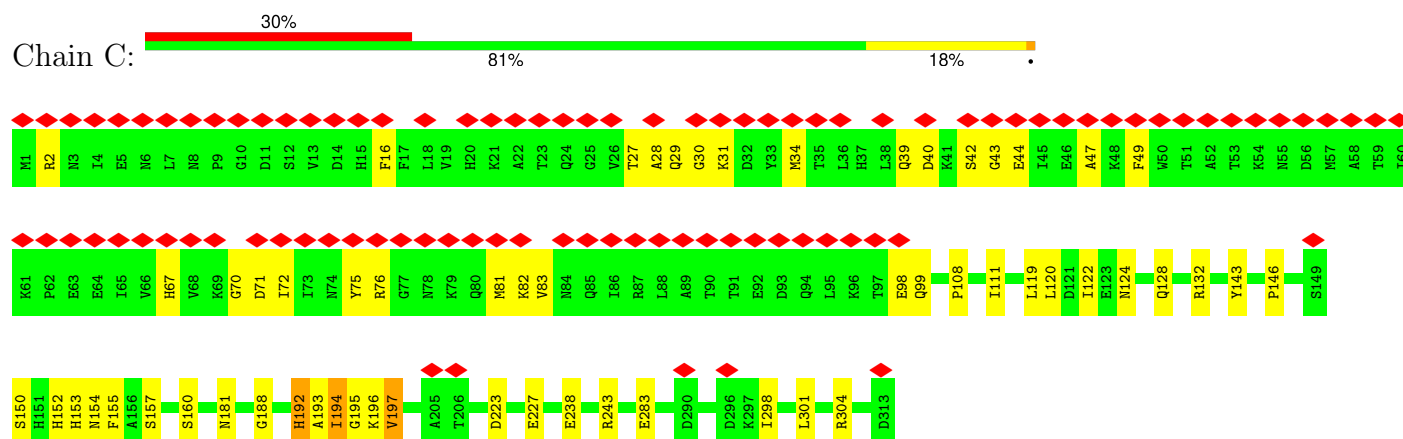 30%
Chain C:
81% 18% •
M1 R2 N3 I4 E5 N6 L7 N8 P9 G10 D11 S12 V13 D14 H15 F16 F17 L18 V19 H20 K21 A22 T23 Q24 G25 V26 T27 A28 Q29 G30 K31 D32 Y33 M34 T35 L36 H37 L38 Q39 D40 K41 S42 G43 E44 I45 E46 A47 K48 F49 W50 T51 A52 T53 K54 N55 D56 M57 A58 T59 I60
K61 P62 E63 E64 I65 V66 H67 V68 K69 G70 D71 I72 I73 N74 Y75 R76 G77 N78 K79 Q80 M81 K82 V83 N84 Q85 I86 R87 L88 A89 T90 T91 E92 D93 Q94 L95 K96 T97 E98 Q99 P108 I111 L119 L120 D121 I122 E123 N124 Q128 R132 Y143 P146 S149
S150 H151 H152 H153 N154 F155 A156 S157 S160 N181 G188 H192 A193 I194 G195 K196 V197 A205 T206 D223 E227 E238 R243 E283 D290 D296 K297 I298 L301 R304 D313